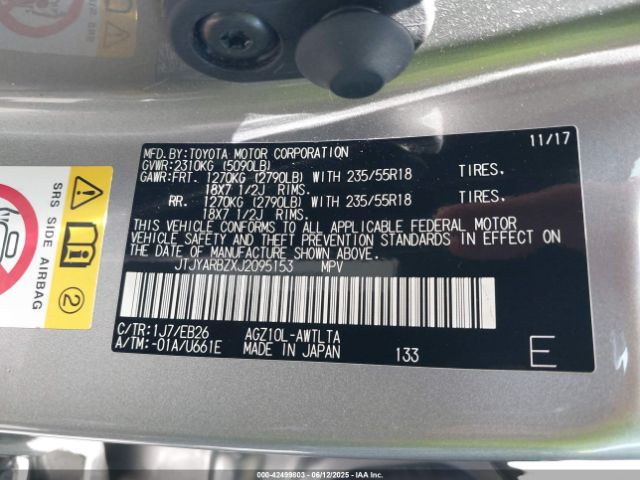 MFD.BY:TOYOTA MOTOR CORPORATION 11/17
GVWR:2310KG (5090LB)
GAWR:FRT. 1270KG (2790LB) WITH 235/55R18 TIRES.
18X7 1/2J RIMS.
RR. 1270KG (2790LB) WITH 235/55R18 TIRES.
18X7 1/2J RIMS.
THIS VEHICLE CONFORMS TO ALL APPLICABLE FEDERAL MOTOR
VEHICLE SAFETY AND THEFT PREVENTION STANDARDS IN EFFECT ON
THE DATE OF MANUFACTURE SHOWN ABOVE.
JTJYARBZXJ2095153 MPV
C/TR:1J7/EB26 AGZ10L-AWTLTA
A/TM:-01A/U661E MADE IN JAPAN 133 E
SRS SIDE AIRBAG
2
000-42499803 - 06/12/2025 - IAAI.COM